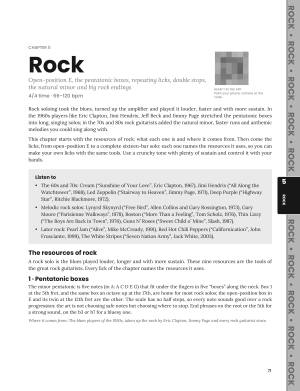 CHAPTER 5
Rock
Open-position E, the pentatonic boxes, repeating licks, double stops,
the natural minor and big rock endings
4/4 time · 66–120 bpm
Rock soloing took the blues, turned up the amplifier and played it louder, faster and with more sustain. In
the 1960s players like Eric Clapton, Jimi Hendrix, Jeff Beck and Jimmy Page stretched the pentatonic boxes
into long, singing solos; in the 70s and 80s rock guitarists added the natural minor, faster runs and anthemic
melodies you could sing along with.
This chapter starts with the resources of rock: what each one is and where it comes from. Then come the
licks, from open-position E to a complete sixteen-bar solo; each one names the resources it uses, so you can
make your own licks with the same tools. Use a crunchy tone with plenty of sustain and control it with your
hands.
Listen to
• The 60s and 70s: Cream ("Sunshine of Your Love", Eric Clapton, 1967), Jimi Hendrix ("All Along the
Watchtower", 1968), Led Zeppelin ("Stairway to Heaven", Jimmy Page, 1971), Deep Purple ("Highway
Star", Ritchie Blackmore, 1972).
• Melodic rock solos: Lynyrd Skynyrd ("Free Bird", Allen Collins and Gary Rossington, 1973), Gary
Moore ("Parisienne Walkways", 1978), Boston ("More Than a Feeling", Tom Scholz, 1976), Thin Lizzy
("The Boys Are Back in Town", 1976), Guns N' Roses ("Sweet Child o' Mine", Slash, 1987).
• Later rock: Pearl Jam ("Alive", Mike McCready, 1991), Red Hot Chili Peppers ("Californication", John
Frusciante, 1999), The White Stripes ("Seven Nation Army", Jack White, 2003).
The resources of rock
A rock solo is the blues played louder, longer and with more sustain. These nine resources are the tools of
the great rock guitarists. Every lick of the chapter names the resources it uses.
1 · Pentatonic boxes
The minor pentatonic is five notes (in A: A C D E G) that fit under the fingers in five "boxes" along the neck. Box 1
at the 5th fret, and the same box an octave up at the 17th, are home for most rock solos; the open-position box in
E and its twin at the 12th fret are the other. The scale has no half steps, so every note sounds good over a rock
progression: the art is not choosing safe notes but choosing where to stop. End phrases on the root or the 5th for
a strong sound, on the b3 or b7 for a bluesy one.
Where it comes from: The blues players of the 1950s, taken up by Eric Clapton, Jimmy Page and every rock guitarist since.
71
ROCK • ROCK • ROCK • ROCK
5
ROCK
ROCK • ROCK • ROCK • ROCK